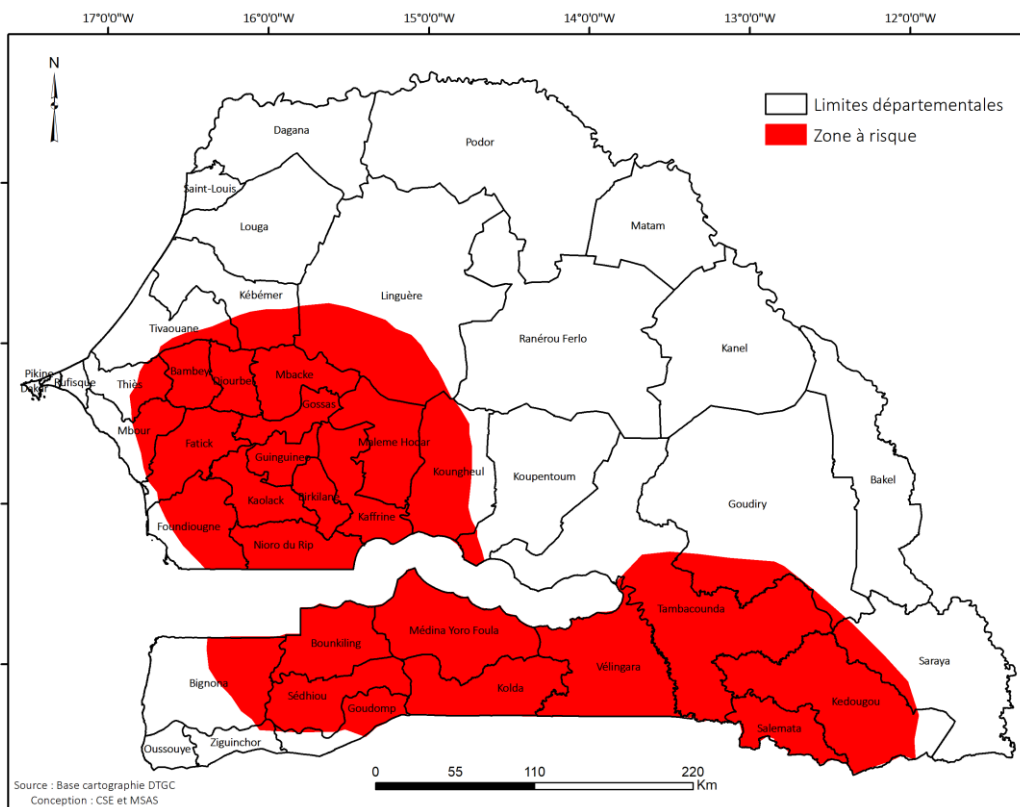 17°0'0"W 16°0'0"W 15°0'0"W 14°0'0"W 13°0'0"W 12°0'0"W
N
Limites départementales
Zone à risque
Dagana
Podor
Saint-Louis
Louga
Matam
Kébémer
Linguère
Tivaouane
Ranérou Ferlo
Kanel
Pikine
Dakar
Rufisque
Thiès
Bambey
Diourbel
Mbacke
Gossas
Mbour
Fatick
Maleme Hodar
Guinguineo
Koungheul
Koupentoum
Bakel
Goudiry
Kaolack
Birkilane
Kaffrine
Foundiougne
Nioro du Rip
Tambacounda
Médina Yoro Foula
Bounkiling
Vélingara
Saraya
Bignona
Sédhiou
Kolda
Goudomp
Kedougou
Salemata
Oussouye
Ziguinchor
0 55 110 220
Km
Source : Base cartographie DTGC
Conception : CSE et MSAS